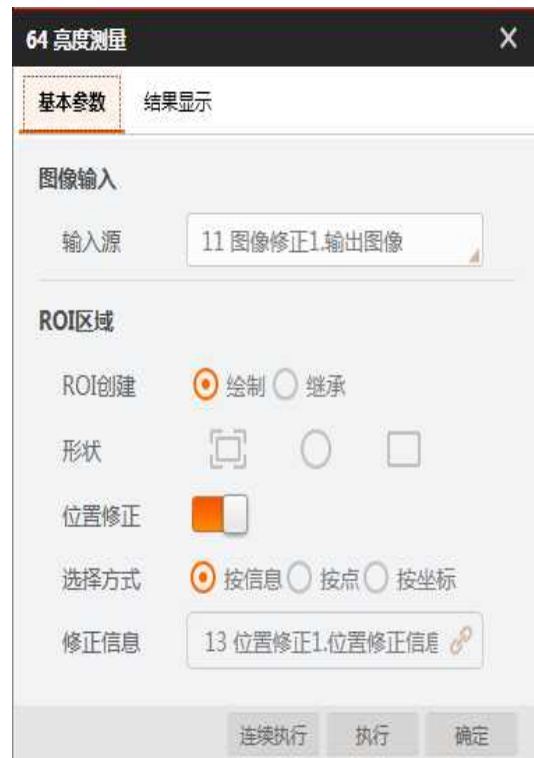 64 亮度测量
基本参数 结果显示
图像输入
输入源 11 图像修正1.输出图像
ROI区域
ROI创建 绘制 继承
形状
位置修正
选择方式 按信息 按点 按坐标
修正信息 13 位置修正1.位置修正信息
连续执行 执行 确定